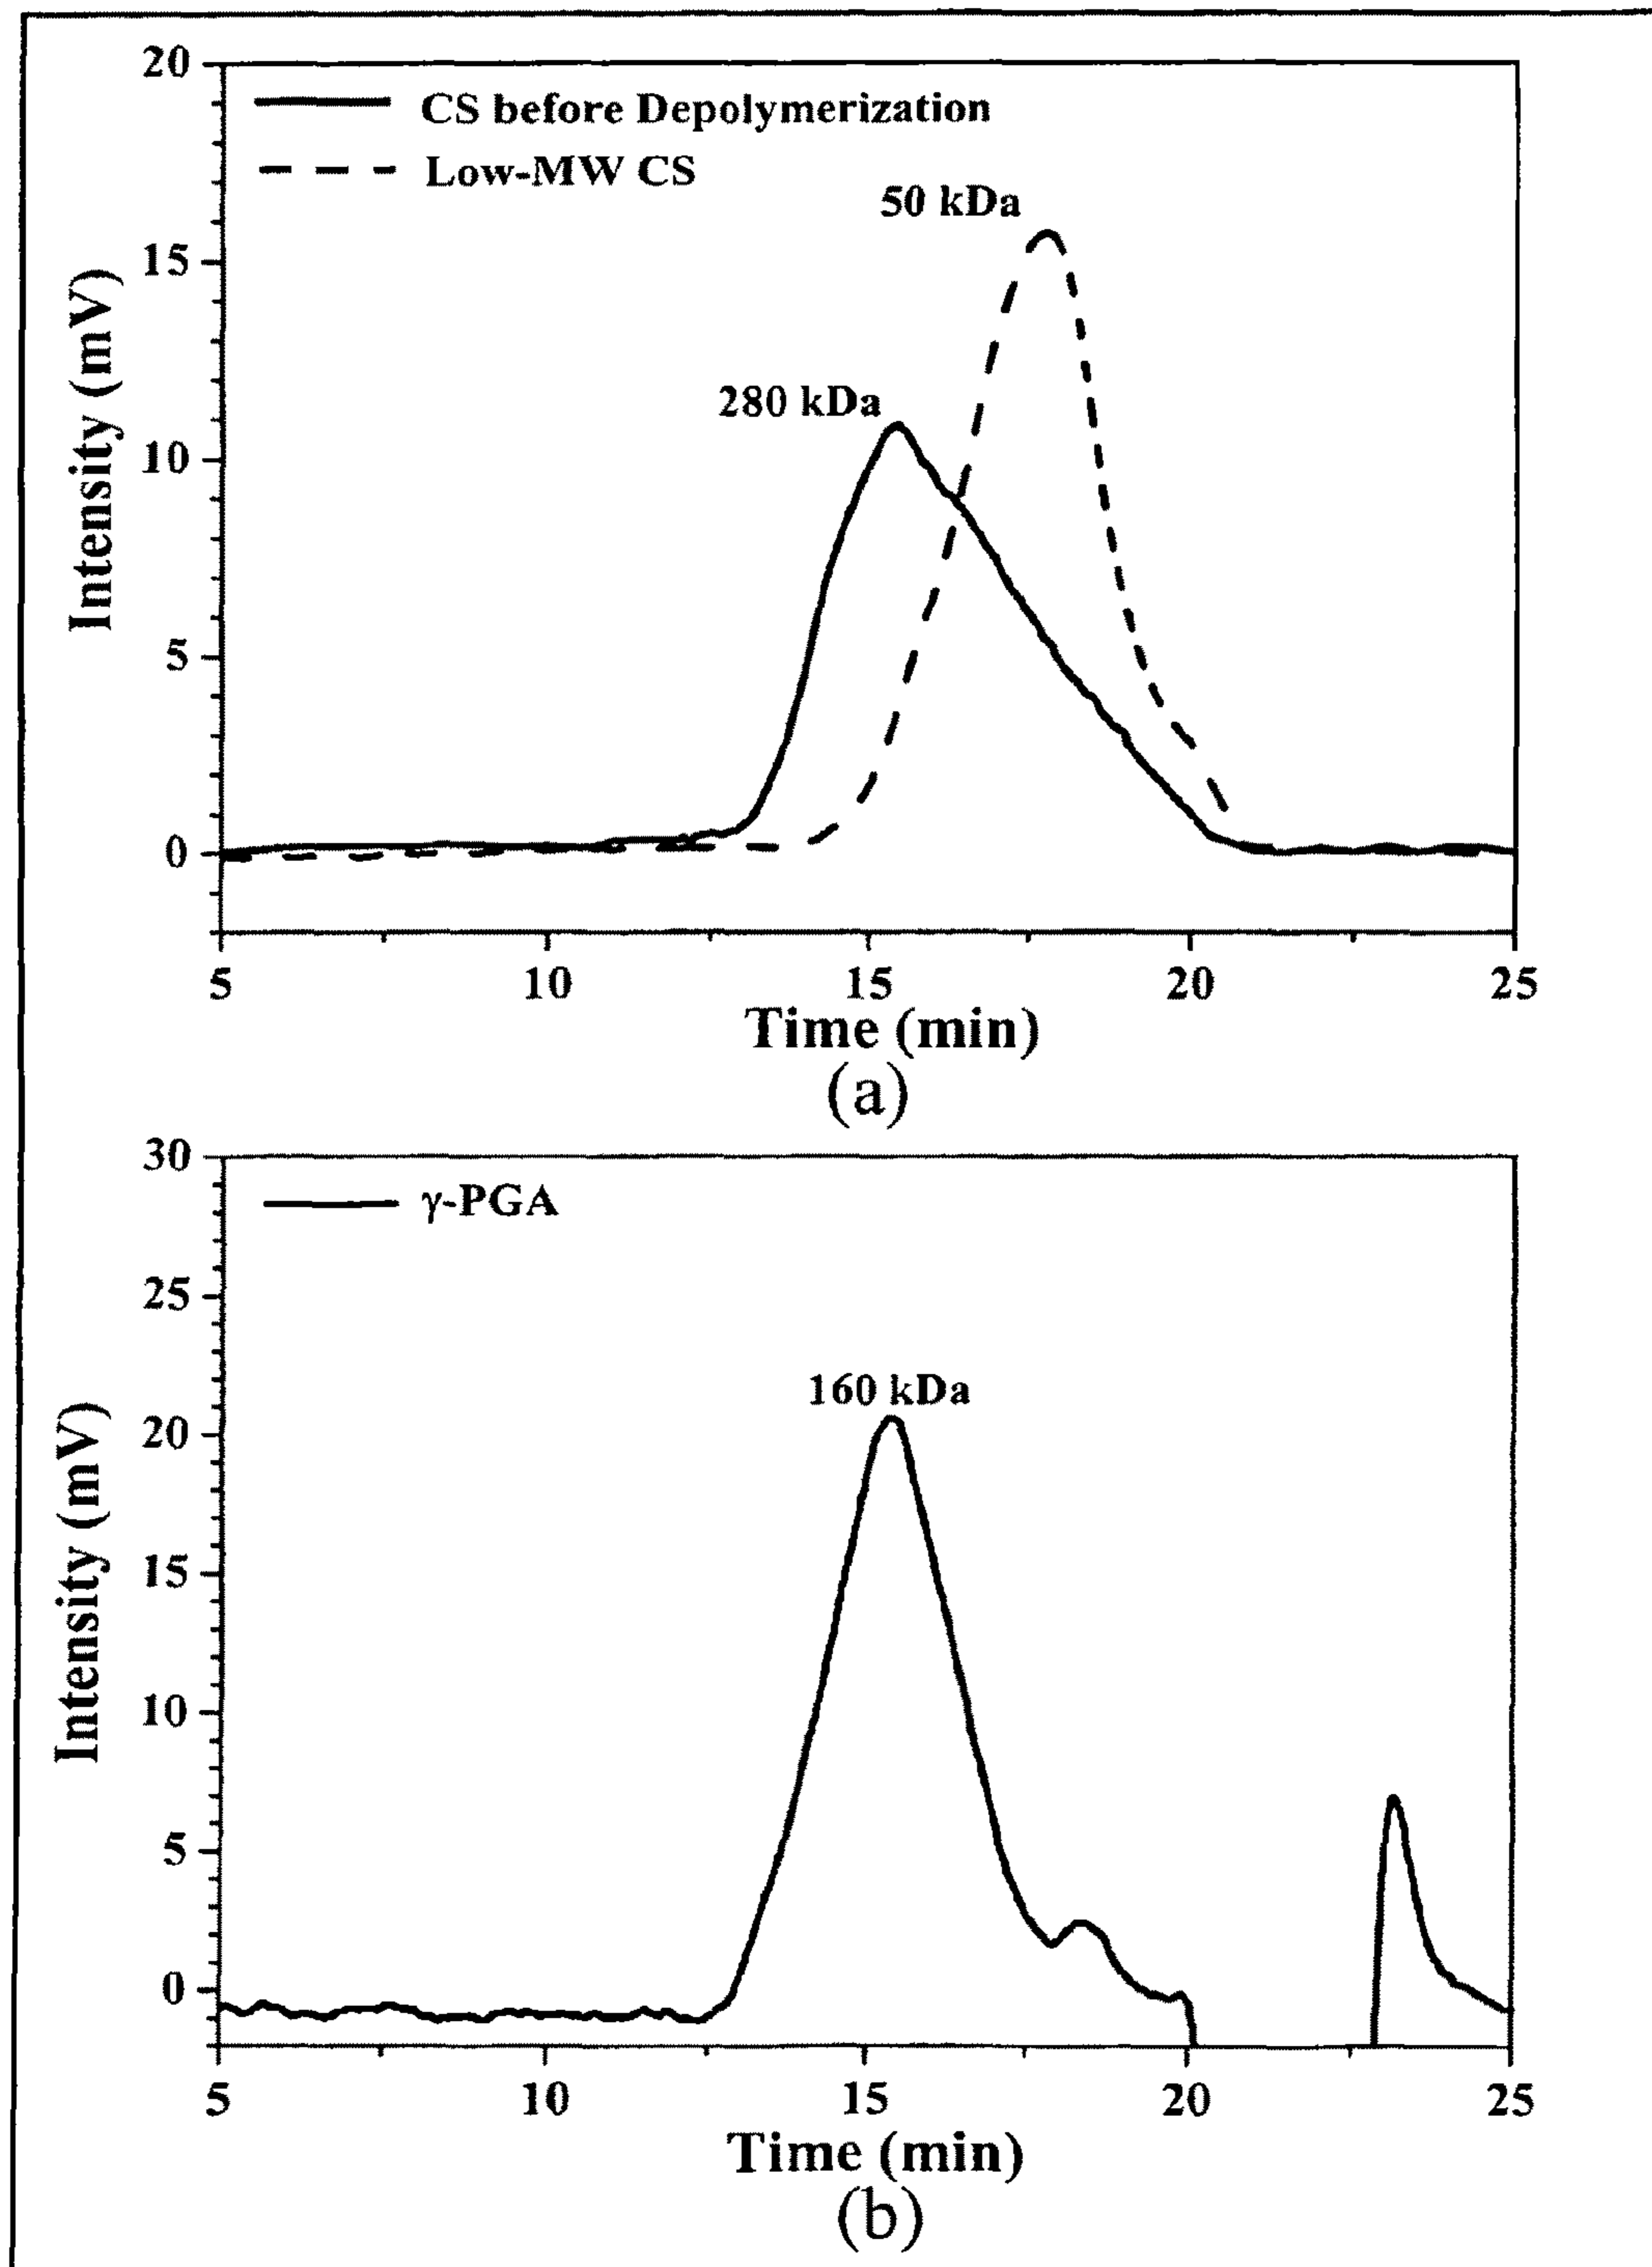 20
CS before Depolymerization
Low-MW CS
50 kDa
15
280 kDa
10
5
0
Intensity (mV)
5 10 15 20 25
Time (min)
(a)
30
γ-PGA
25
160 kDa
20
15
10
5
0
Intensity (mV)
5 10 15 20 25
Time (min)
(b)